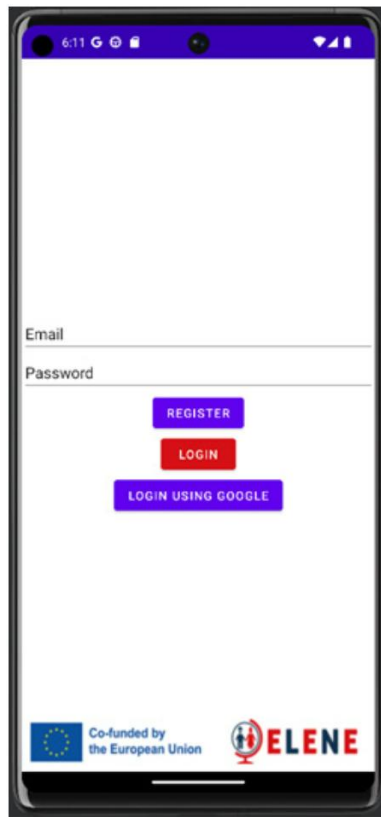 6:11 G
Email
Password
REGISTER
LOGIN
LOGIN USING GOOGLE
Co-funded by
the European Union
ELENE